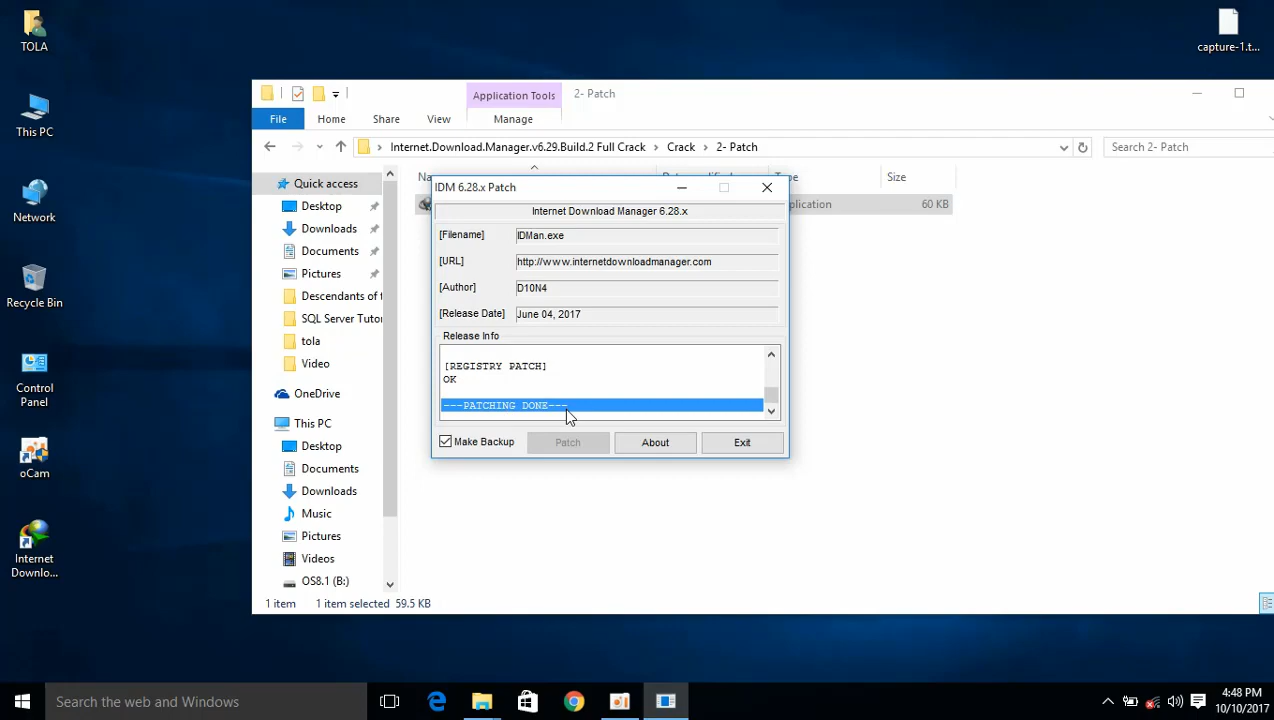 TOLA
This PC
Network
Recycle Bin
Control
Panel
oCam
Internet
Downlo...
capture-1.t...
Application Tools
2- Patch
File
Home
Share
View
Manage
Internet.Download.Manager.v6.29.Build.2 Full Crack
Crack
2- Patch
Search 2- Patch
Type
Size
60 KB
Quick access
Desktop
Downloads
Documents
Pictures
Descendants of t
SQL Server Tutor
tola
Video
OneDrive
This PC
Desktop
Documents
Downloads
Music
Pictures
Videos
OS8.1 (B:)
IDM 6.28.x Patch
Internet Download Manager 6.28.x
[Filename]
IDMan.exe
[URL]
http://www.internetdownloadmanager.com
[Author]
D10N4
[Release Date]
June 04, 2017
Release Info
[REGISTRY PATCH]
OK
---PATCHING DONE---
Make Backup
Patch
About
Exit
1 item
1 item selected 59.5 KB
Search the web and Windows
4:48 PM
10/10/2017